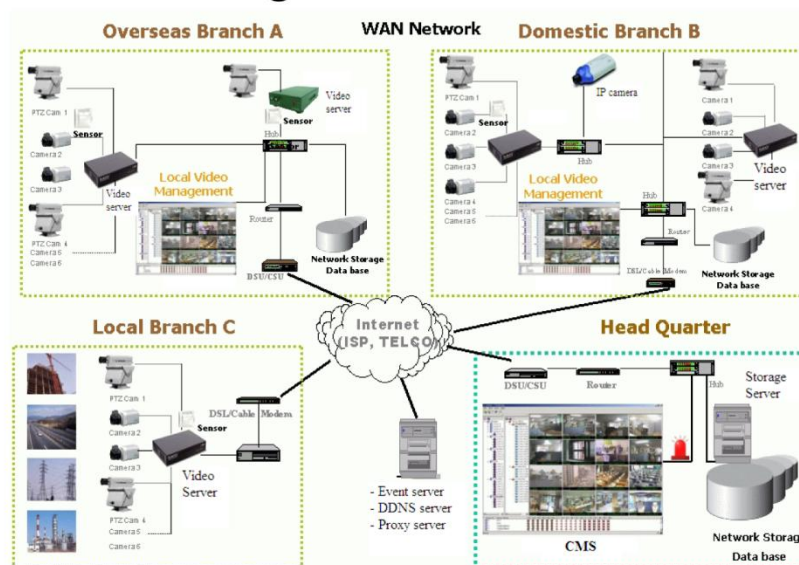 Overseas Branch A
WAN Network
Domestic Branch B
PTZ Cam 1
Sensor
Camera 2
Camera 3
Video
server
PTZ Cam 4
Camera 5
Camera 6
Video
server
Sensor
Hub
Local Video
Management
Router
DSU/CSU
Network Storage
Data base
PTZ Cam 1
Sensor
Camera 2
Camera 3
Camera 4
Camera 5
Camera 6
IP camera
Hub
Local Video
Management
Camera 1
Camera 2
Camera 3
Video
server
Camera 4
Hub
Router
DSL/Cable Modem
Network Storage
Data base
Internet
(ISP, TELCO)
Local Branch C
PTZ Cam 1
Sensor
Camera 2
Camera 3
Video
Server
PTZ Cam 4
Camera 5
Camera 6
DSL/Cable Modem
- Event server
- DDNS server
- Proxy server
Head Quarter
DSU/CSU
Router
Hub
Storage
Server
CMS
Network Storage
Data base